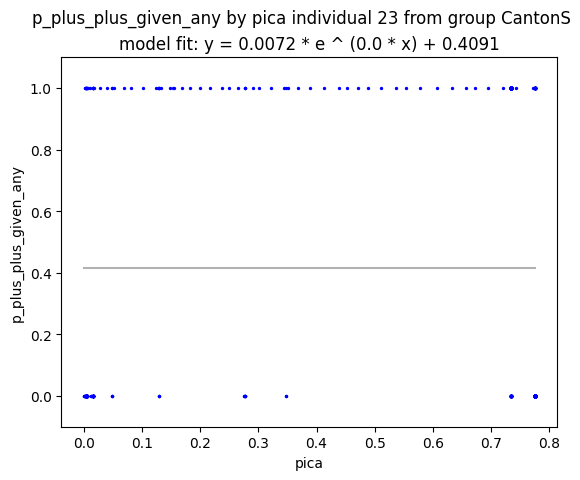 p_plus_plus_given_any by pica individual 23 from group CantonS
model fit: y = 0.0072 * e ^ (0.0 * x) + 0.4091
1.0
0.8
0.6
0.4
0.2
0.0
p_plus_plus_given_any
0.0 0.1 0.2 0.3 0.4 0.5 0.6 0.7 0.8
pica